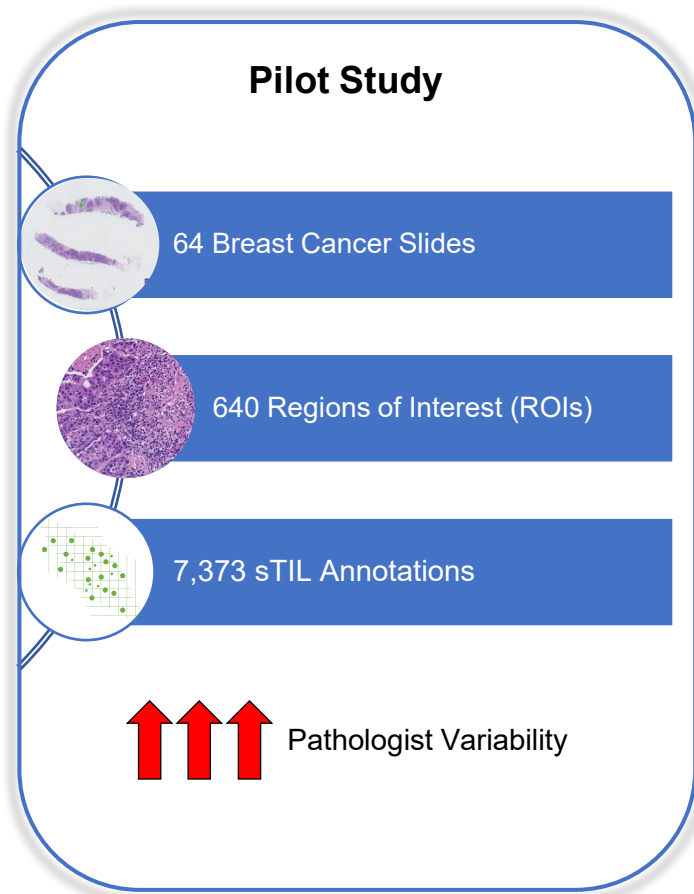 Pilot Study
64 Breast Cancer Slides
640 Regions of Interest (ROIs)
7,373 sTIL Annotations
Pathologist Variability